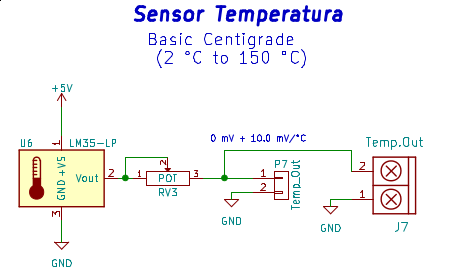 Sensor Temperatura
Basic Centigrade
(2 °C to 150 °C)
+5V
U6
LM35-LP
1
GND +VS
Vout
2
3
GND
1
2
POT
3
RV3
0 mV + 10.0 mV/°C
P7
1
2
Temp_Out
GND
Temp.Out
2
1
J7
GND